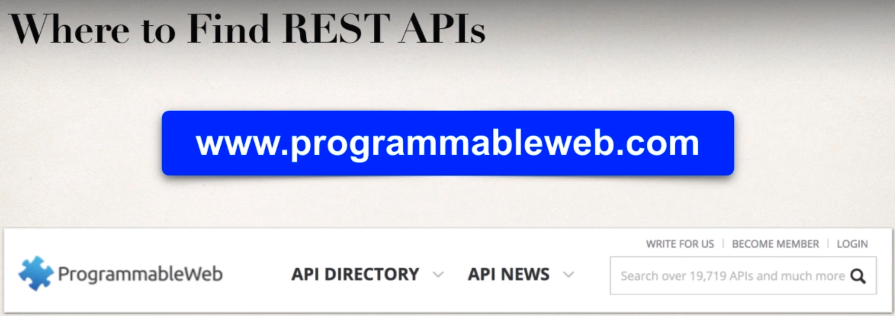 Where to Find REST APIs
www.programmableweb.com
WRITE FOR US | BECOME MEMBER | LOGIN
ProgrammableWeb API DIRECTORY API NEWS Search over 19,719 APIs and much more